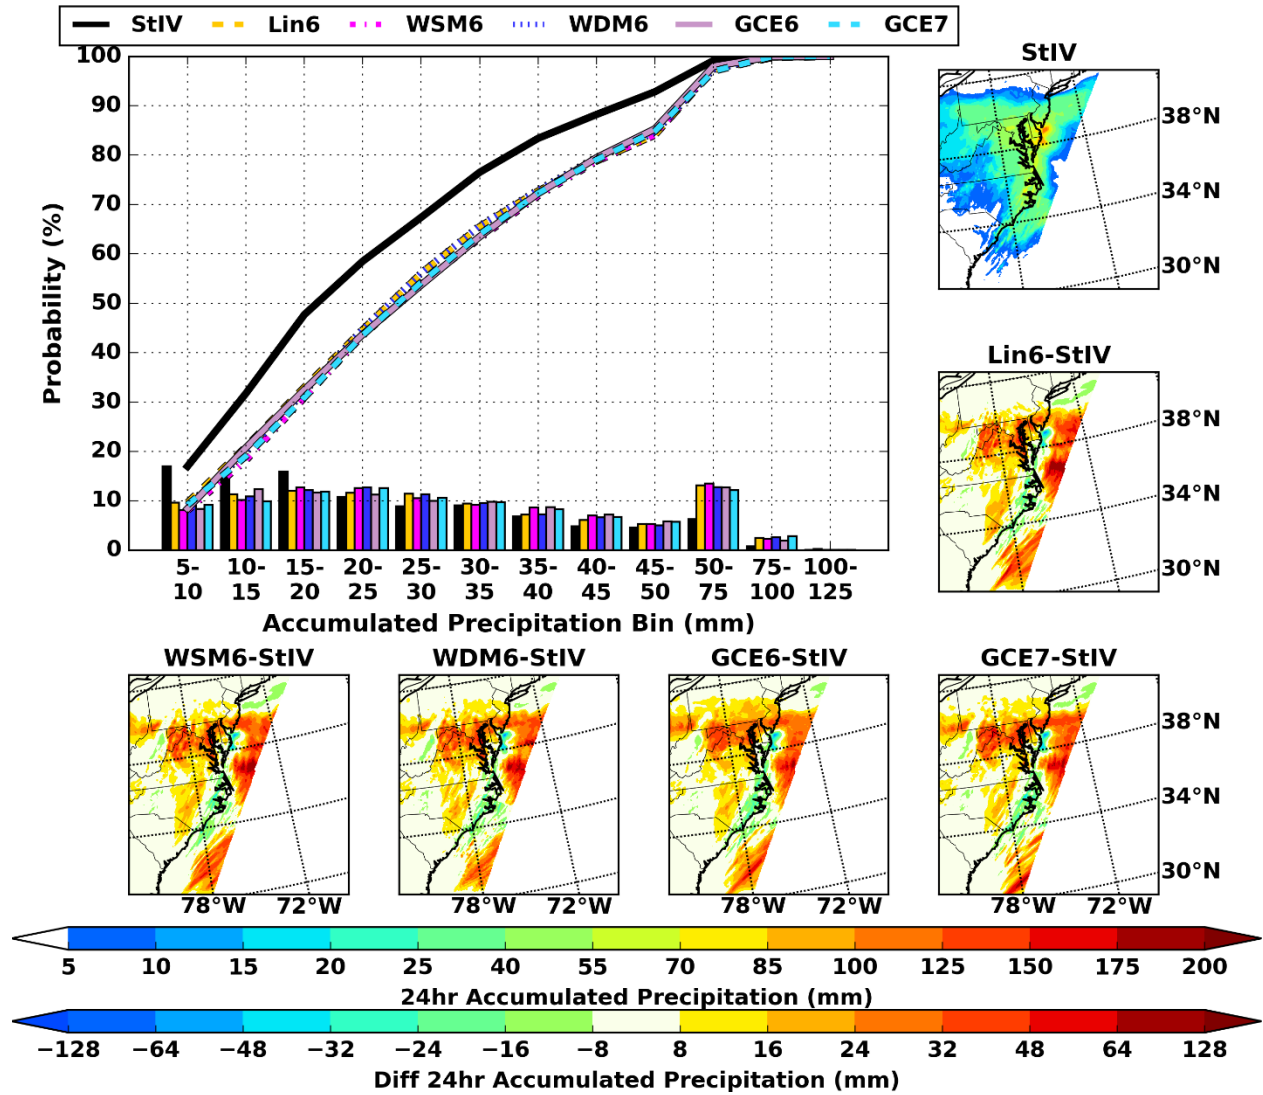 StIV Lin6 WSM6 WDM6 GCE6 GCE7
100
90
80
70
60
50
40
30
20
10
0
Probability (%)
5- 10- 15- 20- 25- 30- 35- 40- 45- 50- 75- 100-
10 15 20 25 30 35 40 45 50 75 100 125
Accumulated Precipitation Bin (mm)
StIV
38°N
34°N
30°N
Lin6-StIV
38°N
34°N
30°N
WSM6-StIV WDM6-StIV GCE6-StIV GCE7-StIV
38°N
34°N
30°N
78°W 72°W 78°W 72°W 78°W 72°W 78°W 72°W
5 10 15 20 25 40 55 70 85 100 125 150 175 200
24hr Accumulated Precipitation (mm)
−128 −64 −48 −32 −24 −16 −8 8 16 24 32 48 64 128
Diff 24hr Accumulated Precipitation (mm)